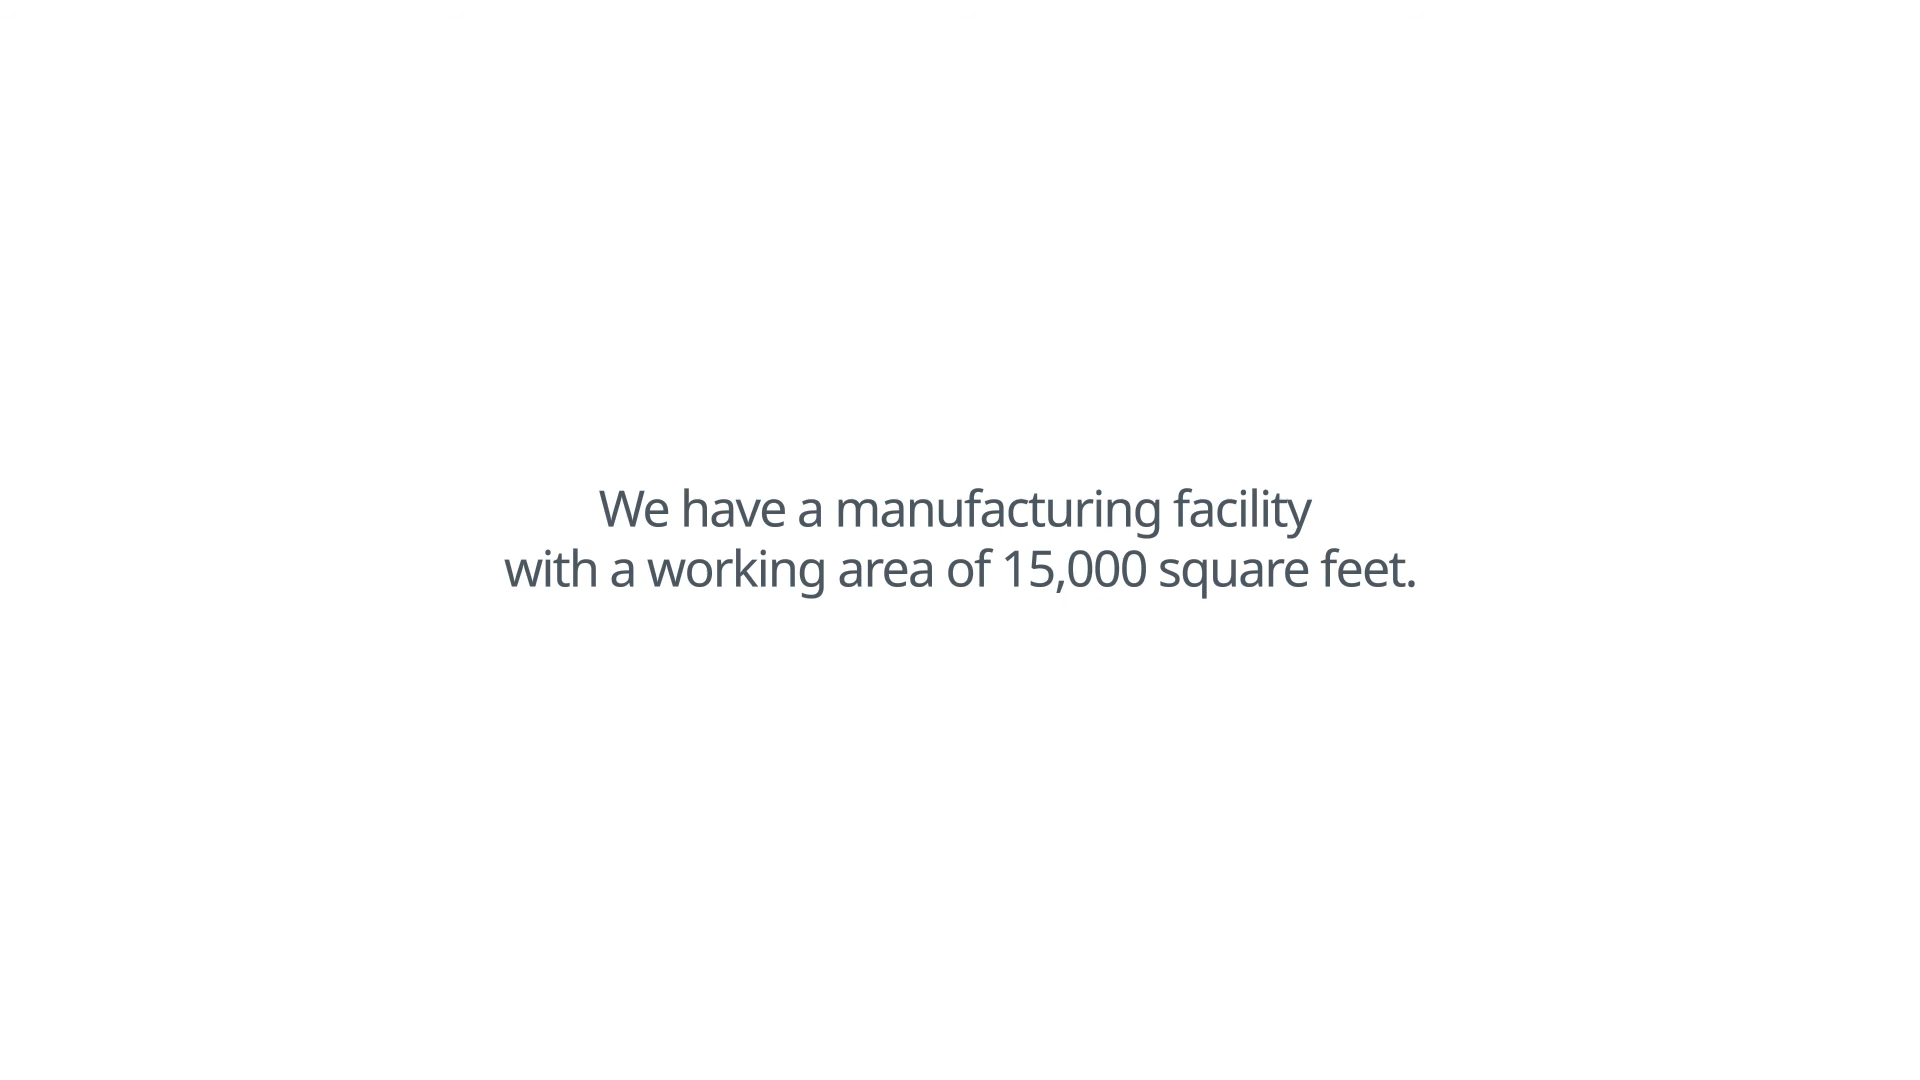 We have a manufacturing facility
with a working area of 15,000 square feet.